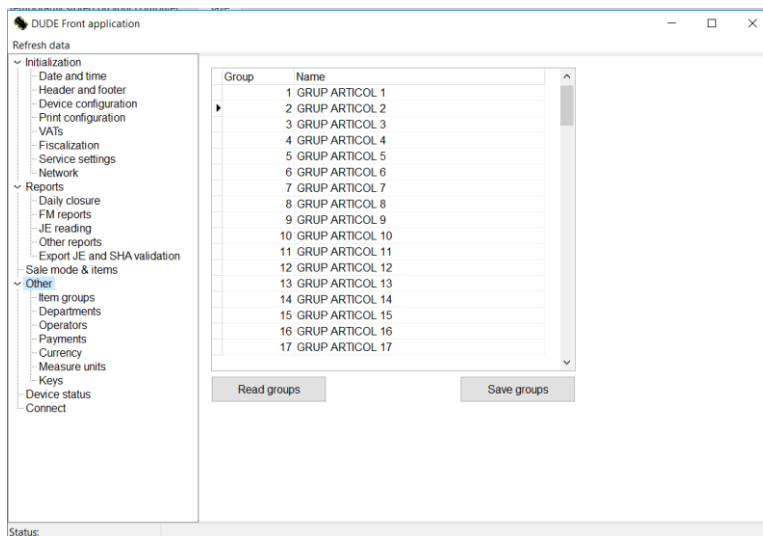 DUDE Front application
Refresh data
Initialization
Date and time
Header and footer
Device configuration
Print configuration
VATs
Fiscalization
Service settings
Network
Reports
Daily closure
FM reports
JE reading
Other reports
Export JE and SHA validation
Sale mode & items
Other
Item groups
Departments
Operators
Payments
Currency
Measure units
Keys
Device status
Connect
Group Name
1 GRUP ARTICOL 1
2 GRUP ARTICOL 2
3 GRUP ARTICOL 3
4 GRUP ARTICOL 4
5 GRUP ARTICOL 5
6 GRUP ARTICOL 6
7 GRUP ARTICOL 7
8 GRUP ARTICOL 8
9 GRUP ARTICOL 9
10 GRUP ARTICOL 10
11 GRUP ARTICOL 11
12 GRUP ARTICOL 12
13 GRUP ARTICOL 13
14 GRUP ARTICOL 14
15 GRUP ARTICOL 15
16 GRUP ARTICOL 16
17 GRUP ARTICOL 17
Read groups Save groups
Status: